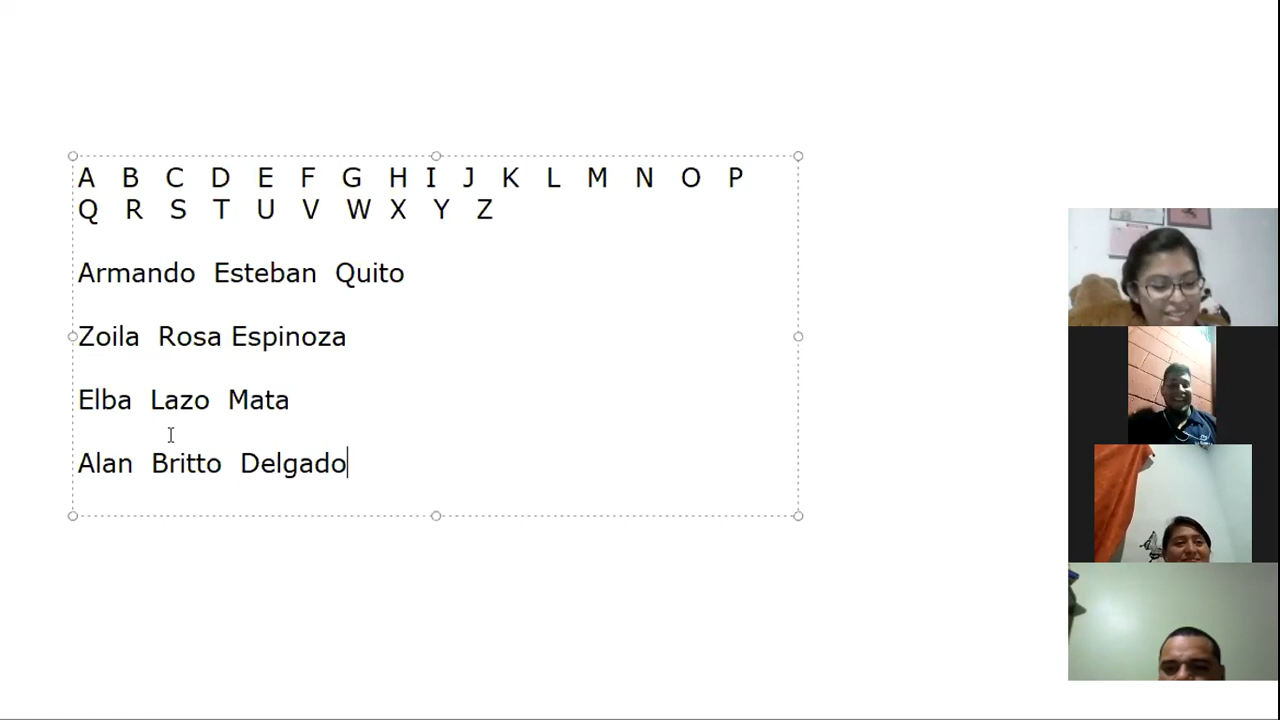 A B C D E F G H I J K L M N O P
Q R S T U V W X Y Z
Armando Esteban Quito
Zoila Rosa Espinoza
Elba Lazo Mata
Alan Britto Delgado